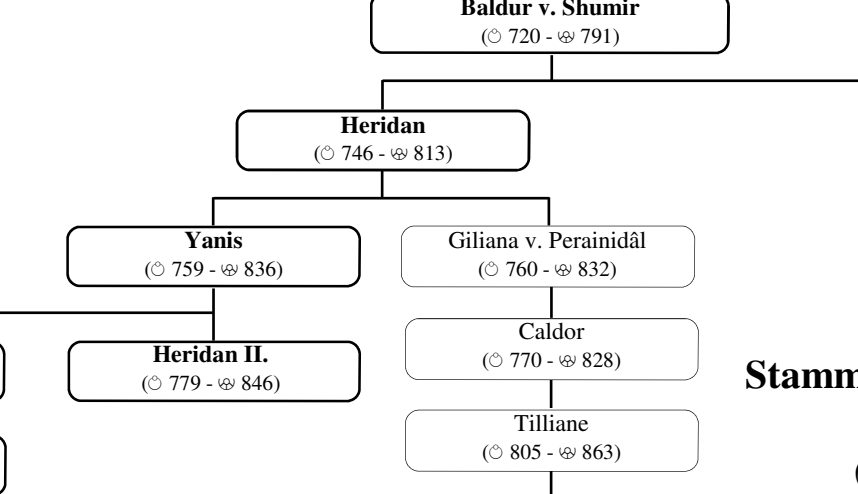 Baldur v. Shumir
(○ 720 - 791)
Heridan
(○ 746 - 813)
Yanis
(○ 759 - 836)
Giliana v. Perainidâl
(○ 760 - 832)
Caldor
(○ 770 - 828)
Heridan II.
(○ 779 - 846)
Stamm
Tilliane
(○ 805 - 863)